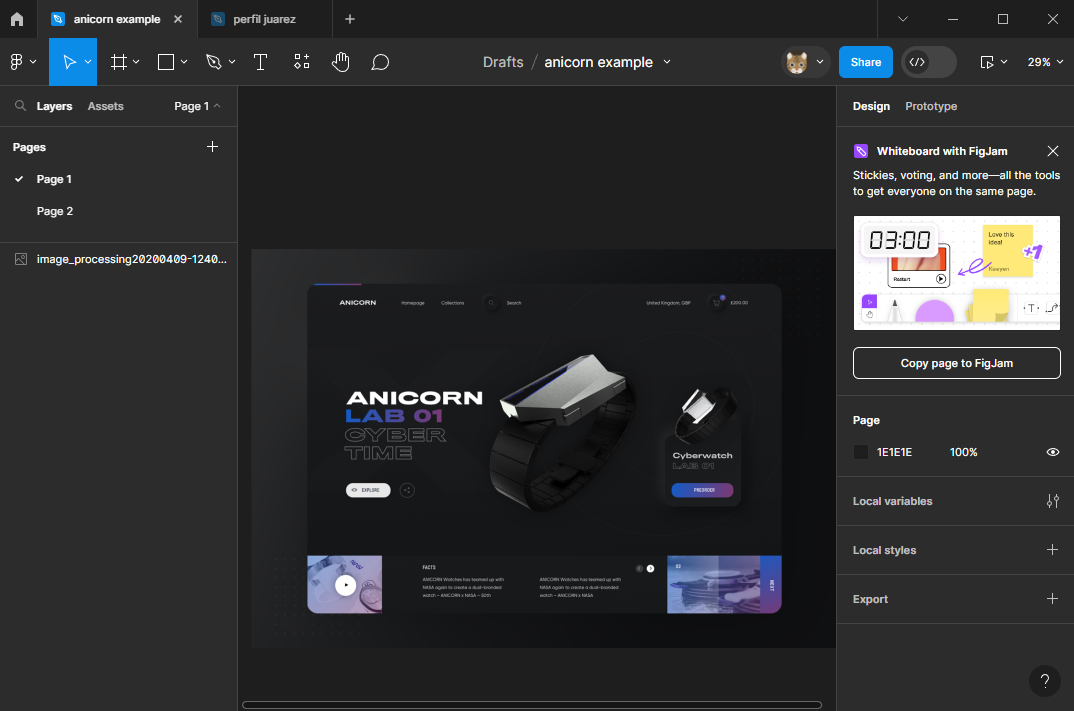 anicorn example
perfil juarez
Drafts / anicorn example
Share
29%
Layers
Assets
Page 1
Pages
Page 1
Page 2
image_processing20200409-1240...
ANICORN
Homepage
Collections
Search
United Kingdom, GBP
£200.00
ANICORN
LAB 01
CYBER
TIME
EXPLORE
Cyberwatch
LAB 01
PREORDER
FACTS
ANICORN Watches has teamed up with
NASA again to create a dual-branded
watch – ANICORN x NASA – 50th
ANICORN Watches has teamed up with
NASA again to create a dual-branded
watch – ANICORN x NASA
02
NEXT
Design
Prototype
Whiteboard with FigJam
Stickies, voting, and more—all the tools
to get everyone on the same page.
03:00
Restart
Love this
idea!
+1
T
Copy page to FigJam
Page
1E1E1E
100%
Local variables
Local styles
Export
?